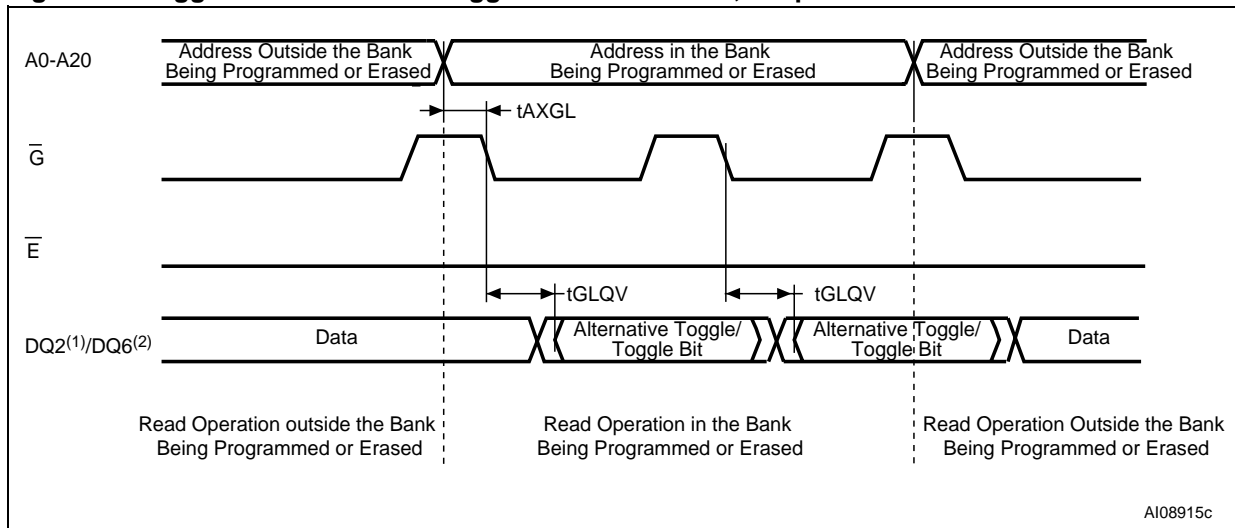 Address Outside the Bank
Being Programmed or Erased
Address in the Bank
Being Programmed or Erased
Address Outside the Bank
Being Programmed or Erased
A0-A20
tAXGL
G
E
tGLQV
tGLQV
DQ2(1)/DQ6(2)
Data
Alternative Toggle/
Toggle Bit
Alternative Toggle/
Toggle Bit
Data
Read Operation outside the Bank
Being Programmed or Erased
Read Operation in the Bank
Being Programmed or Erased
Read Operation Outside the Bank
Being Programmed or Erased
AI08915c